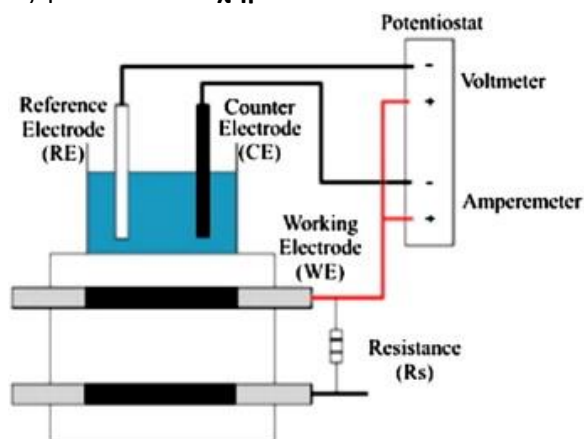 Potentiostat
-
Voltmeter
+
Reference
Electrode
(RE)
Counter
Electrode
(CE)
-
Amperemeter
+
Working
Electrode
(WE)
Resistance
(Rs)